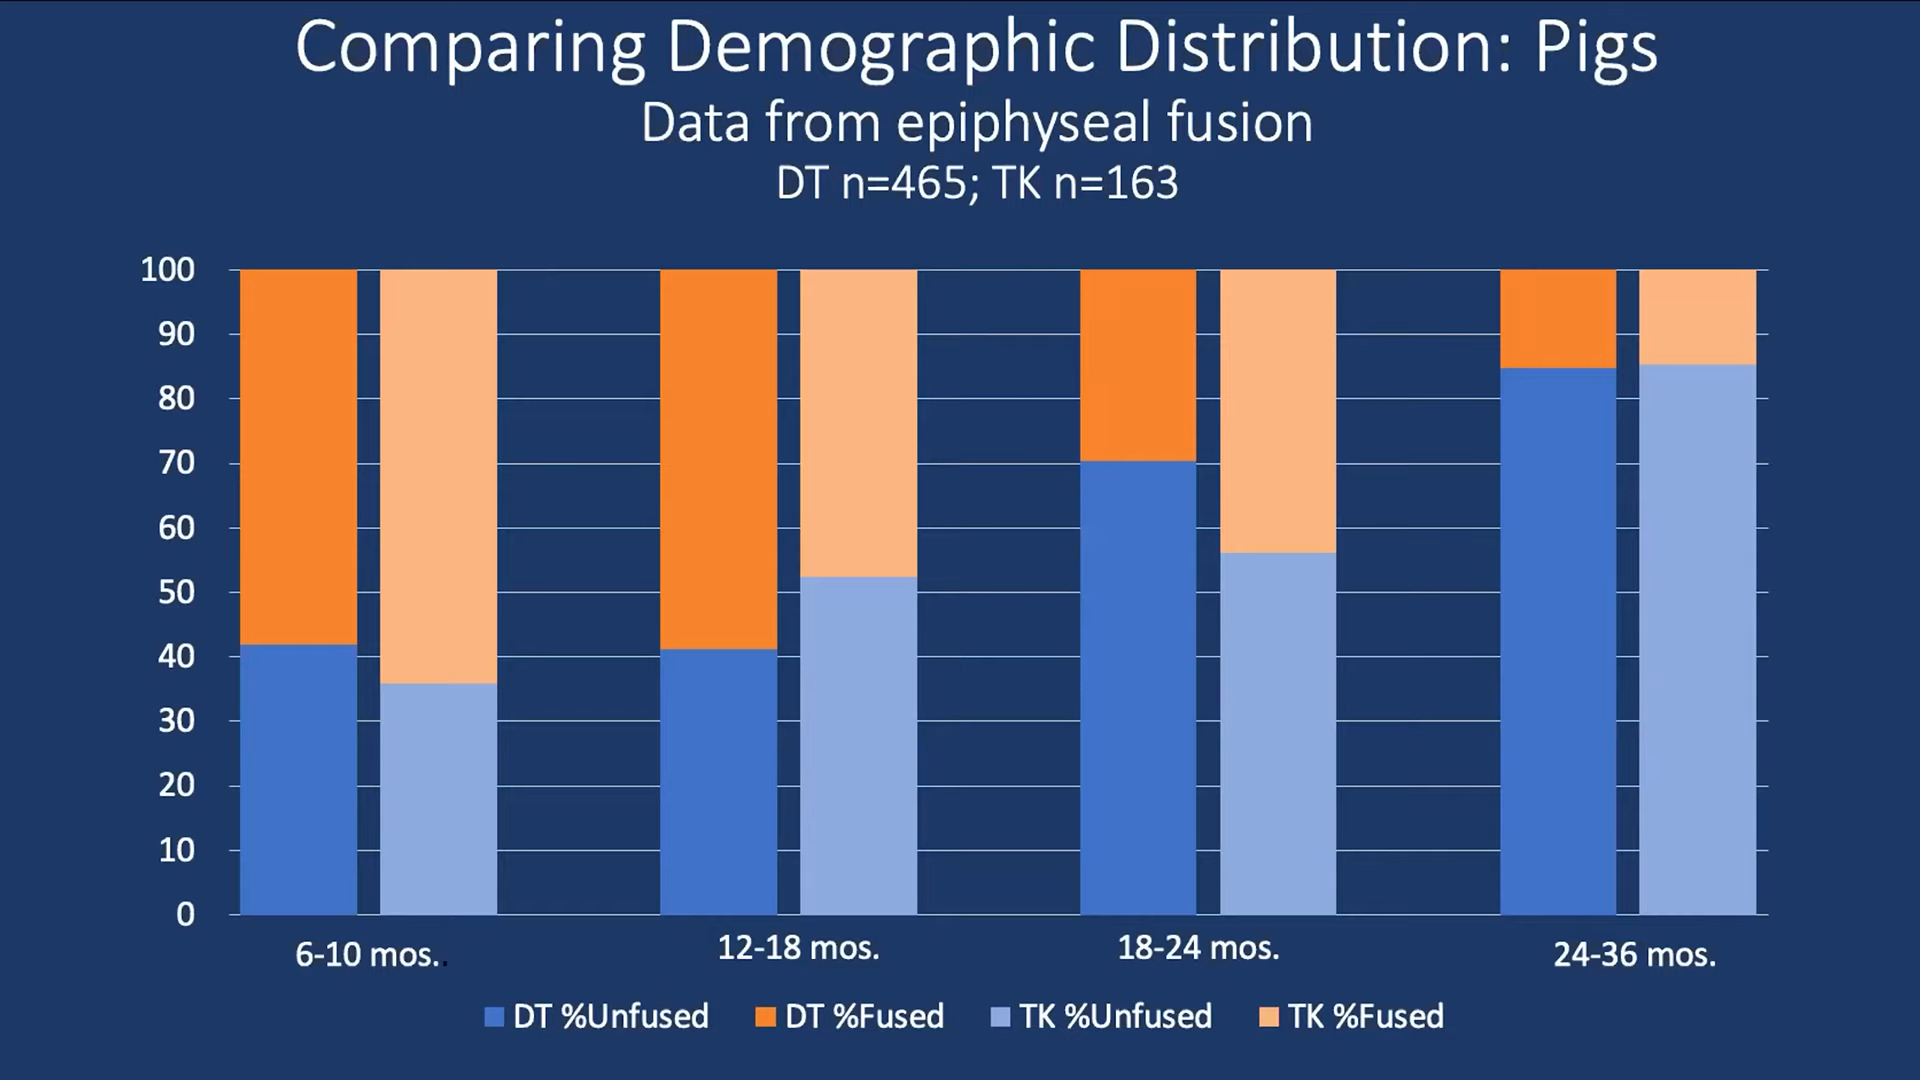 Comparing Demographic Distribution: Pigs
Data from epiphyseal fusion
DT n=465; TK n=163
100
90
80
70
60
50
40
30
20
10
0
6-10 mos..
12-18 mos.
18-24 mos.
24-36 mos.
DT %Unfused
DT %Fused
TK %Unfused
TK %Fused